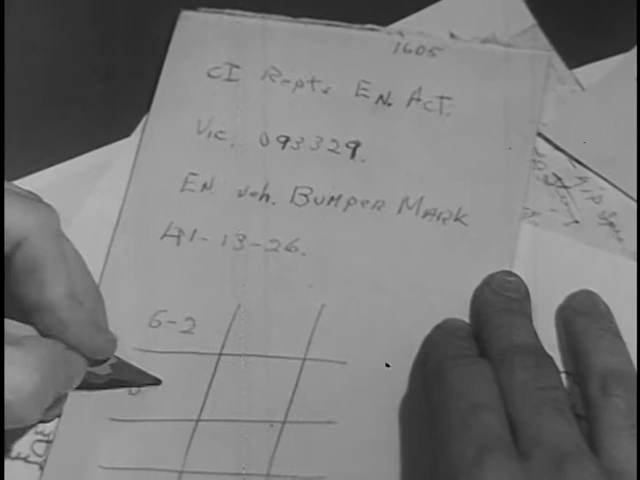 1605
CI Repts EN. ACT.
Vic. 093329.
EN. veh. BUMPER MARK
41-13-26.
6-2